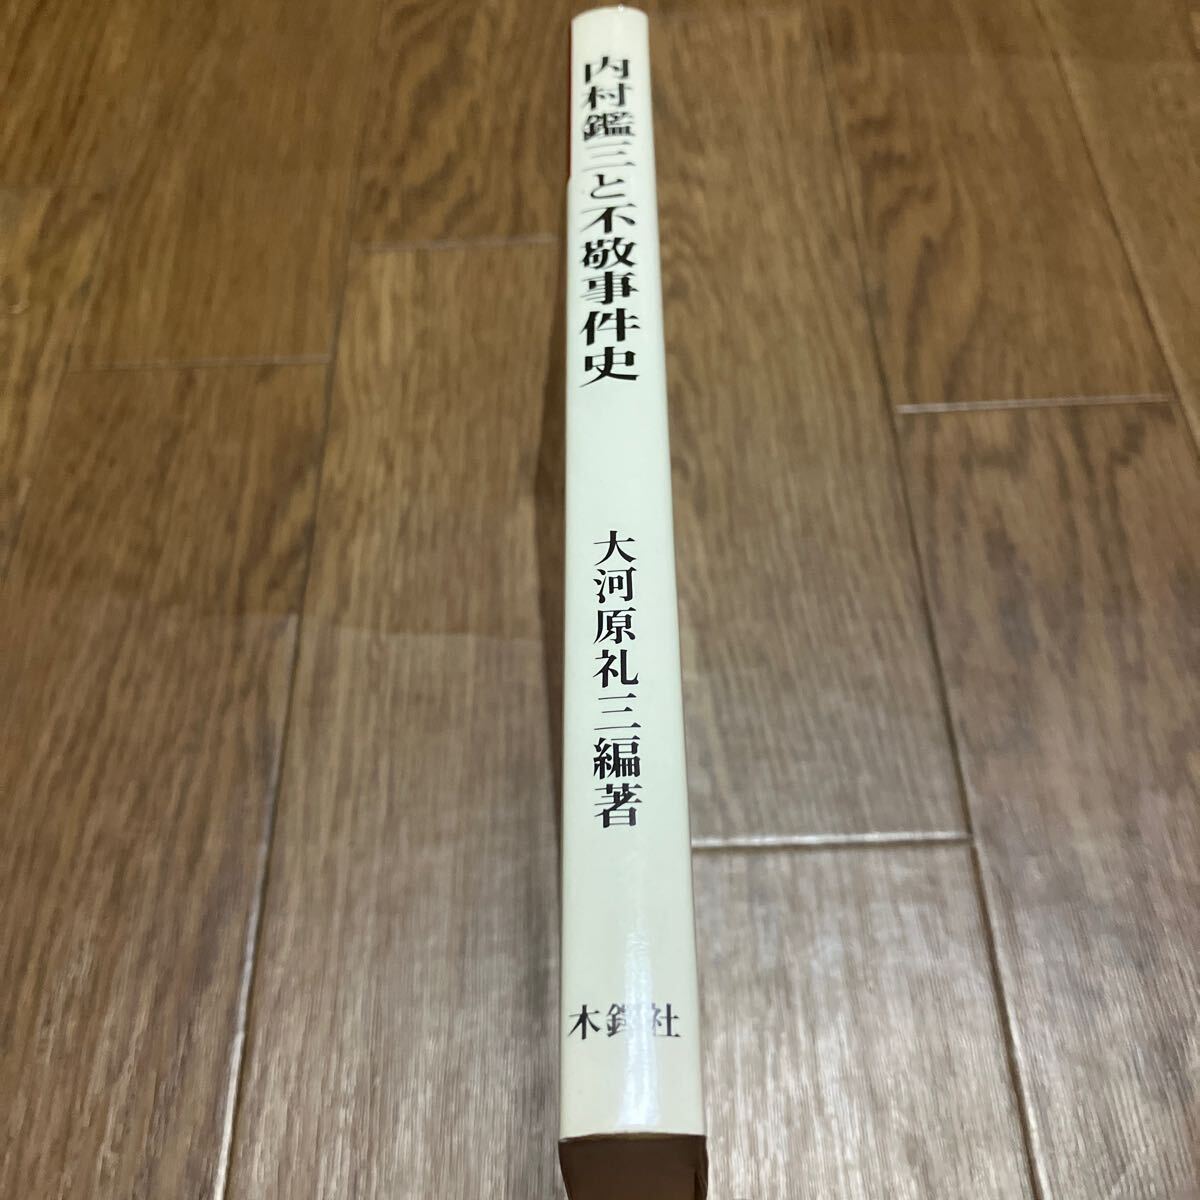 内村鑑三と不敬事件史
大河原礼三編著
木鐸社